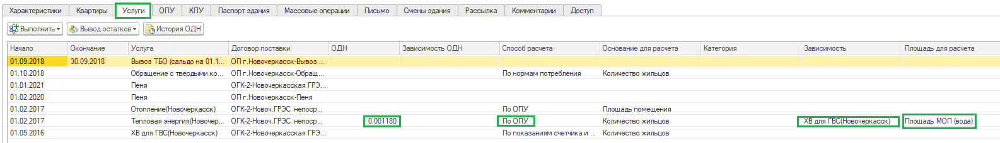 Характеристики Квартиры Услуги ОПУ КПУ Паспорт здания Массовые операции Письмо Смены здания Рассылка Комментарии Доступ
Выполнить Вывод остатков История ОДН
Начало Окончание Услуга Договор поставки ОДН Зависимость ОДН Способ расчета Основание для расчета Категория Зависимость Площадь для расчета
01.09.2018 30.09.2018 Вывоз ТБО (сальдо на 01.1... ОП г.Новочеркасск-Вывоз ...
01.10.2018 Обращение с твердыми ко... ОП г.Новочеркасск-Обращ... По нормам потребления Количество жильцов
01.01.2021 Пеня ОГК-2-Новочеркасская ГРЭ...
01.02.2020 Пеня ОП г.Новочеркасск-Пеня
01.02.2017 Отопление(Новочеркасск) ОГК-2-Новоч.ГРЭС непоср... По ОПУ Площадь помещения
01.02.2017 Тепловая энергия(Новочер... ОГК-2-Новоч.ГРЭС непоср... 0,001180 По ОПУ Количество жильцов ХВ для ГВС(Новочеркасск) Площадь МОП (вода)
01.05.2016 ХВ для ГВС(Новочеркасск) ОГК-2-Новочеркасская ГРЭ... По показаниям счетчика и ... Количество жильцов